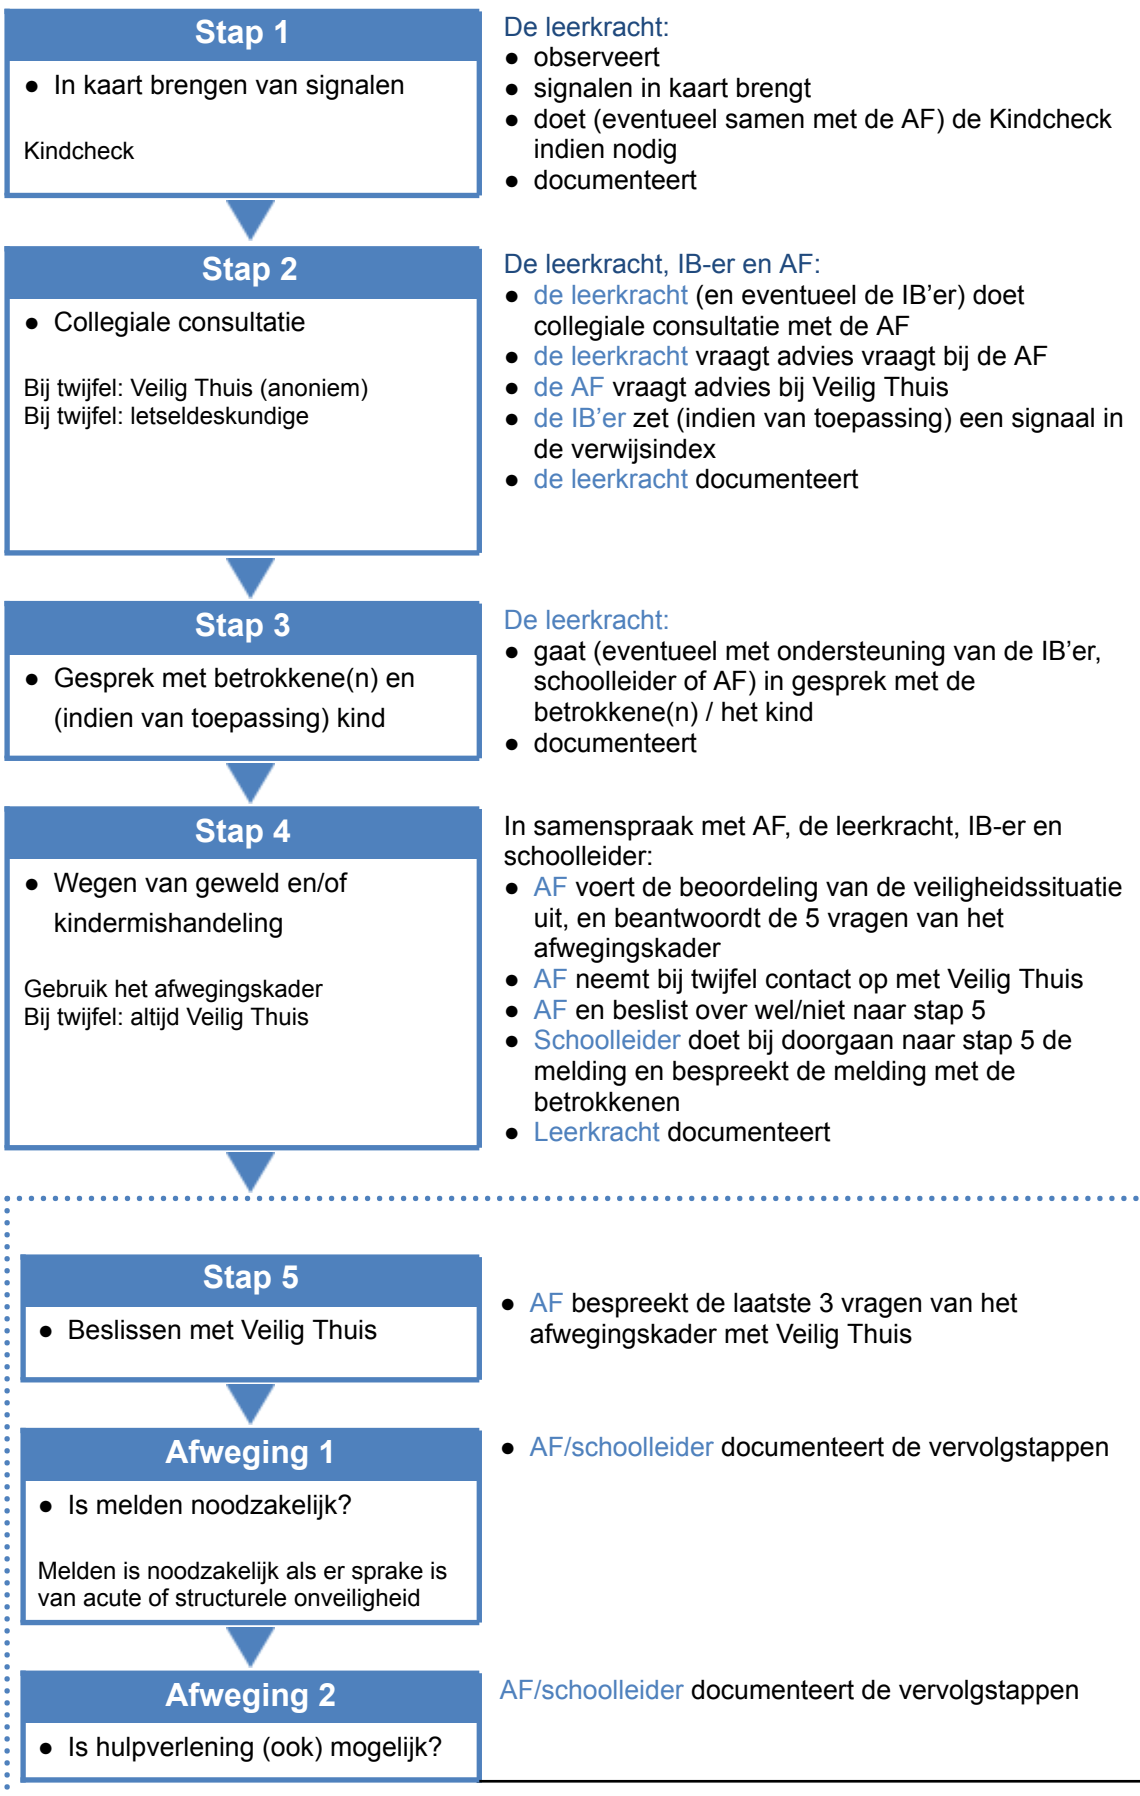 Stap 1
● In kaart brengen van signalen
Kindcheck
De leerkracht:
● observeert
● signalen in kaart brengt
● doet (eventueel samen met de AF) de Kindcheck
indien nodig
● documenteert
Stap 2
● Collegiale consultatie
Bij twijfel: Veilig Thuis (anoniem)
Bij twijfel: letseldeskundige
De leerkracht, IB-er en AF:
● de leerkracht (en eventueel de IB’er) doet
collegiale consultatie met de AF
● de leerkracht vraagt advies vraagt bij de AF
● de AF vraagt advies bij Veilig Thuis
● de IB’er zet (indien van toepassing) een signaal in
de verwijsindex
● de leerkracht documenteert
Stap 3
● Gesprek met betrokkene(n) en
(indien van toepassing) kind
De leerkracht:
● gaat (eventueel met ondersteuning van de IB’er,
schoolleider of AF) in gesprek met de
betrokkene(n) / het kind
● documenteert
Stap 4
● Wegen van geweld en/of
kindermishandeling
Gebruik het afwegingskader
Bij twijfel: altijd Veilig Thuis
In samenspraak met AF, de leerkracht, IB-er en
schoolleider:
● AF voert de beoordeling van de veiligheidssituatie
uit, en beantwoordt de 5 vragen van het
afwegingskader
● AF neemt bij twijfel contact op met Veilig Thuis
● AF en beslist over wel/niet naar stap 5
● Schoolleider doet bij doorgaan naar stap 5 de
melding en bespreekt de melding met de
betrokkenen
● Leerkracht documenteert
Stap 5
● Beslissen met Veilig Thuis
● AF bespreekt de laatste 3 vragen van het
afwegingskader met Veilig Thuis
Afweging 1
● Is melden noodzakelijk?
Melden is noodzakelijk als er sprake is
van acute of structurele onveiligheid
● AF/schoolleider documenteert de vervolgstappen
Afweging 2
● Is hulpverlening (ook) mogelijk?
AF/schoolleider documenteert de vervolgstappen